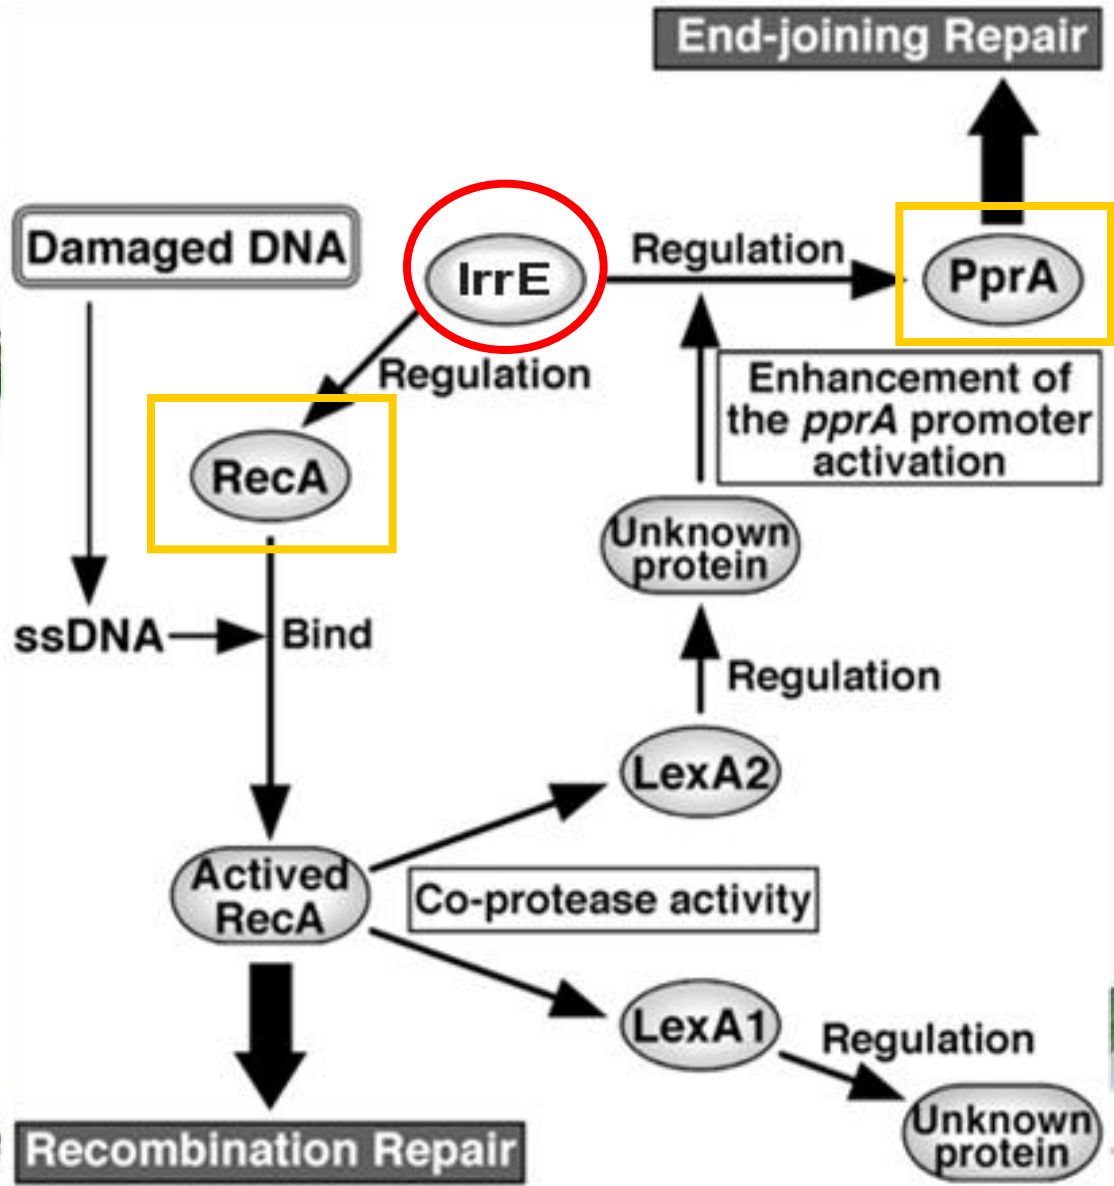 End-joining Repair
Damaged DNA
IrrE
Regulation
PprA
Regulation
Enhancement of
the pprA promoter
activation
RecA
Unknown
protein
ssDNA
Bind
Regulation
LexA2
Actived
RecA
Co-protease activity
LexA1
Regulation
Unknown
protein
Recombination Repair